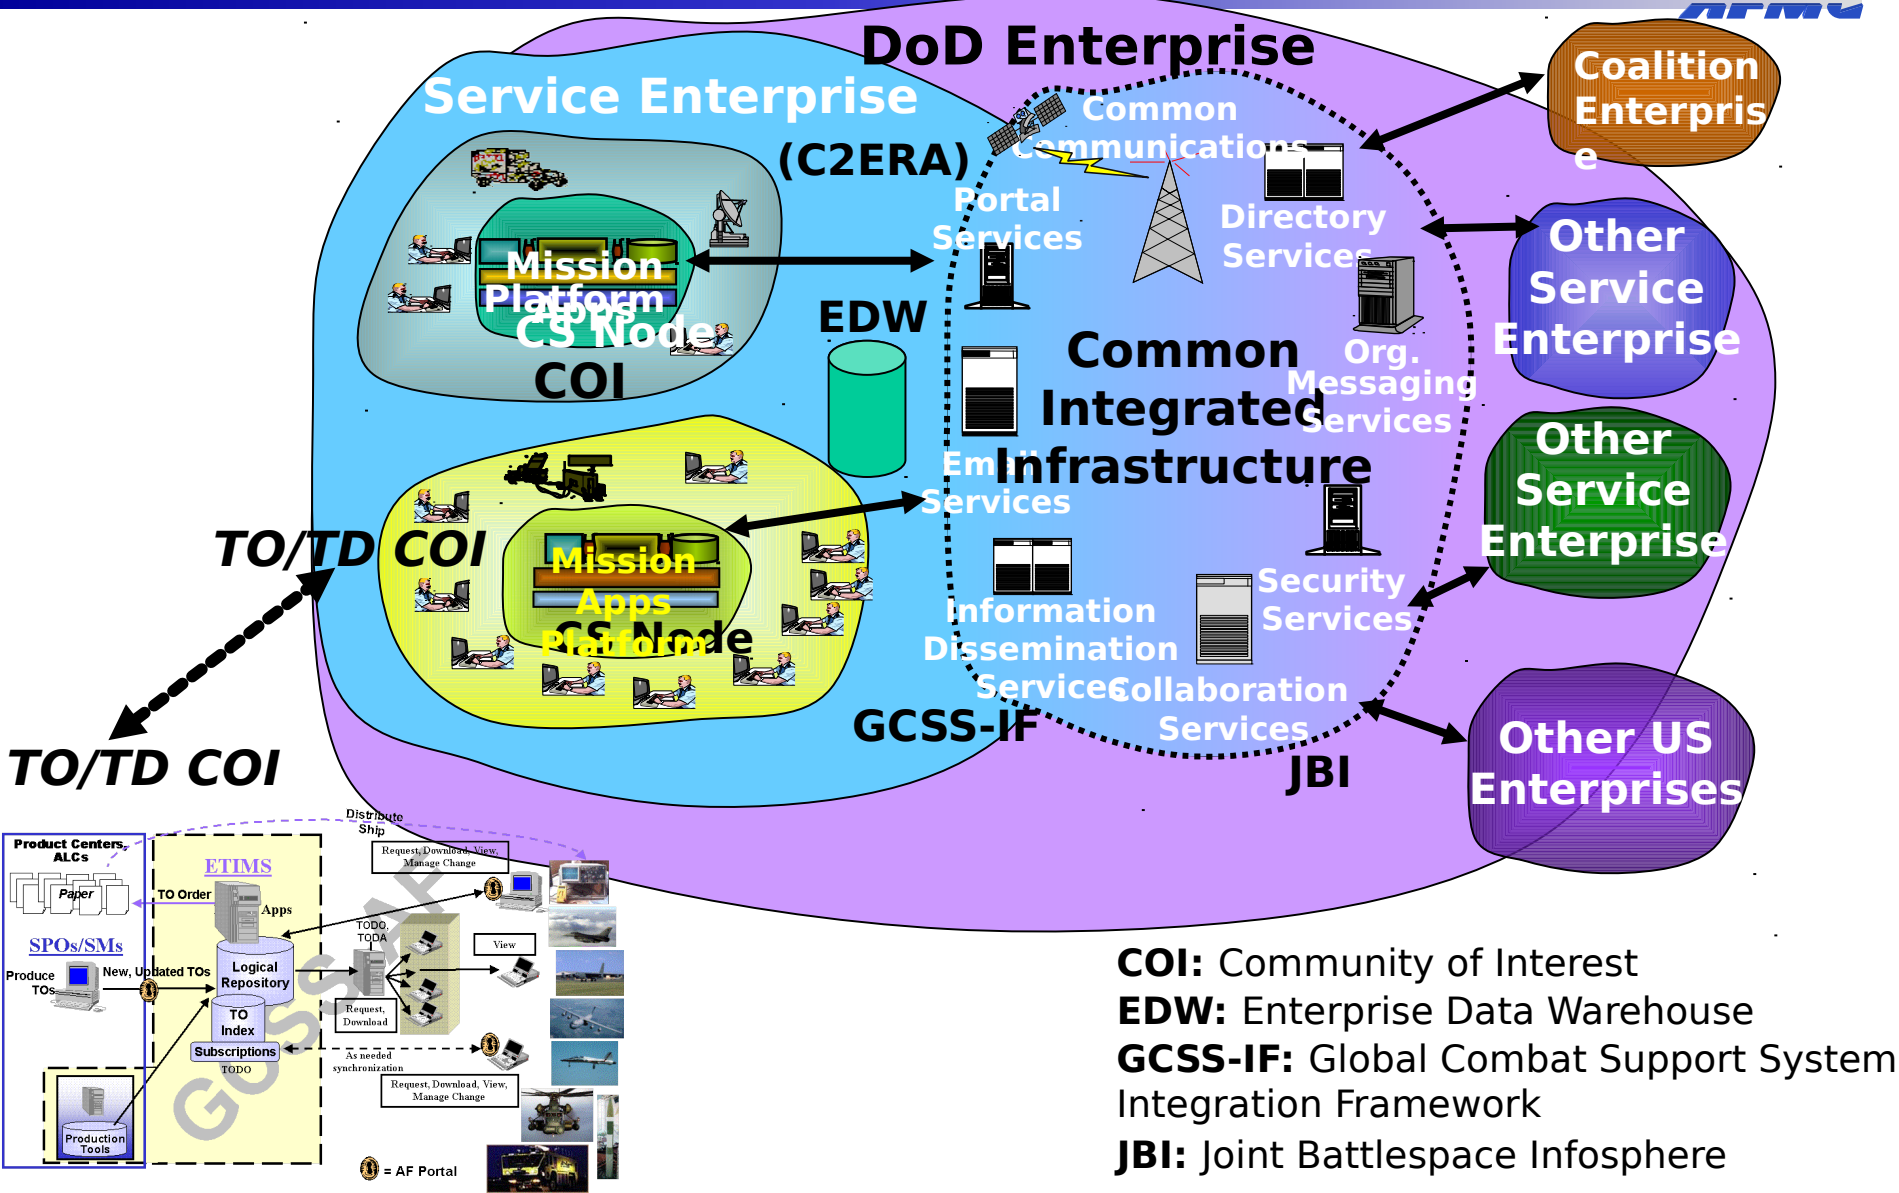 AFMC
DoD Enterprise
Service Enterprise
(C2ERA)
Coalition
Enterpris
e
Common
Communications
Portal
Services
Directory
Services
Other
Service
Enterprise
Mission
Platform
Apps
CS Node
COI
EDW
Common
Integrated
Infrastructure
Org.
Messaging
Services
Email
Services
Other
Service
Enterprise
TO/TD COI
Mission
Apps
Platform
CS Node
Security
Services
Information
Dissemination
Services
Collaboration
Services
GCSS-IF
JBI
Other US
Enterprises
TO/TD COI
Distribute
Ship
Product Centers,
ALCs
Paper
ETIMS
TO Order
Apps
Request, Download, View,
Manage Change
TODO,
TODA
View
SPOs/SMs
Produce
TOs
New, Updated TOs
Logical
Repository
Request,
Download
TO
Index
Subscriptions
TODO
As needed
synchronization
Request, Download, View,
Manage Change
Production
Tools
= AF Portal
GCSS-AF
COI: Community of Interest
EDW: Enterprise Data Warehouse
GCSS-IF: Global Combat Support System
Integration Framework
JBI: Joint Battlespace Infosphere